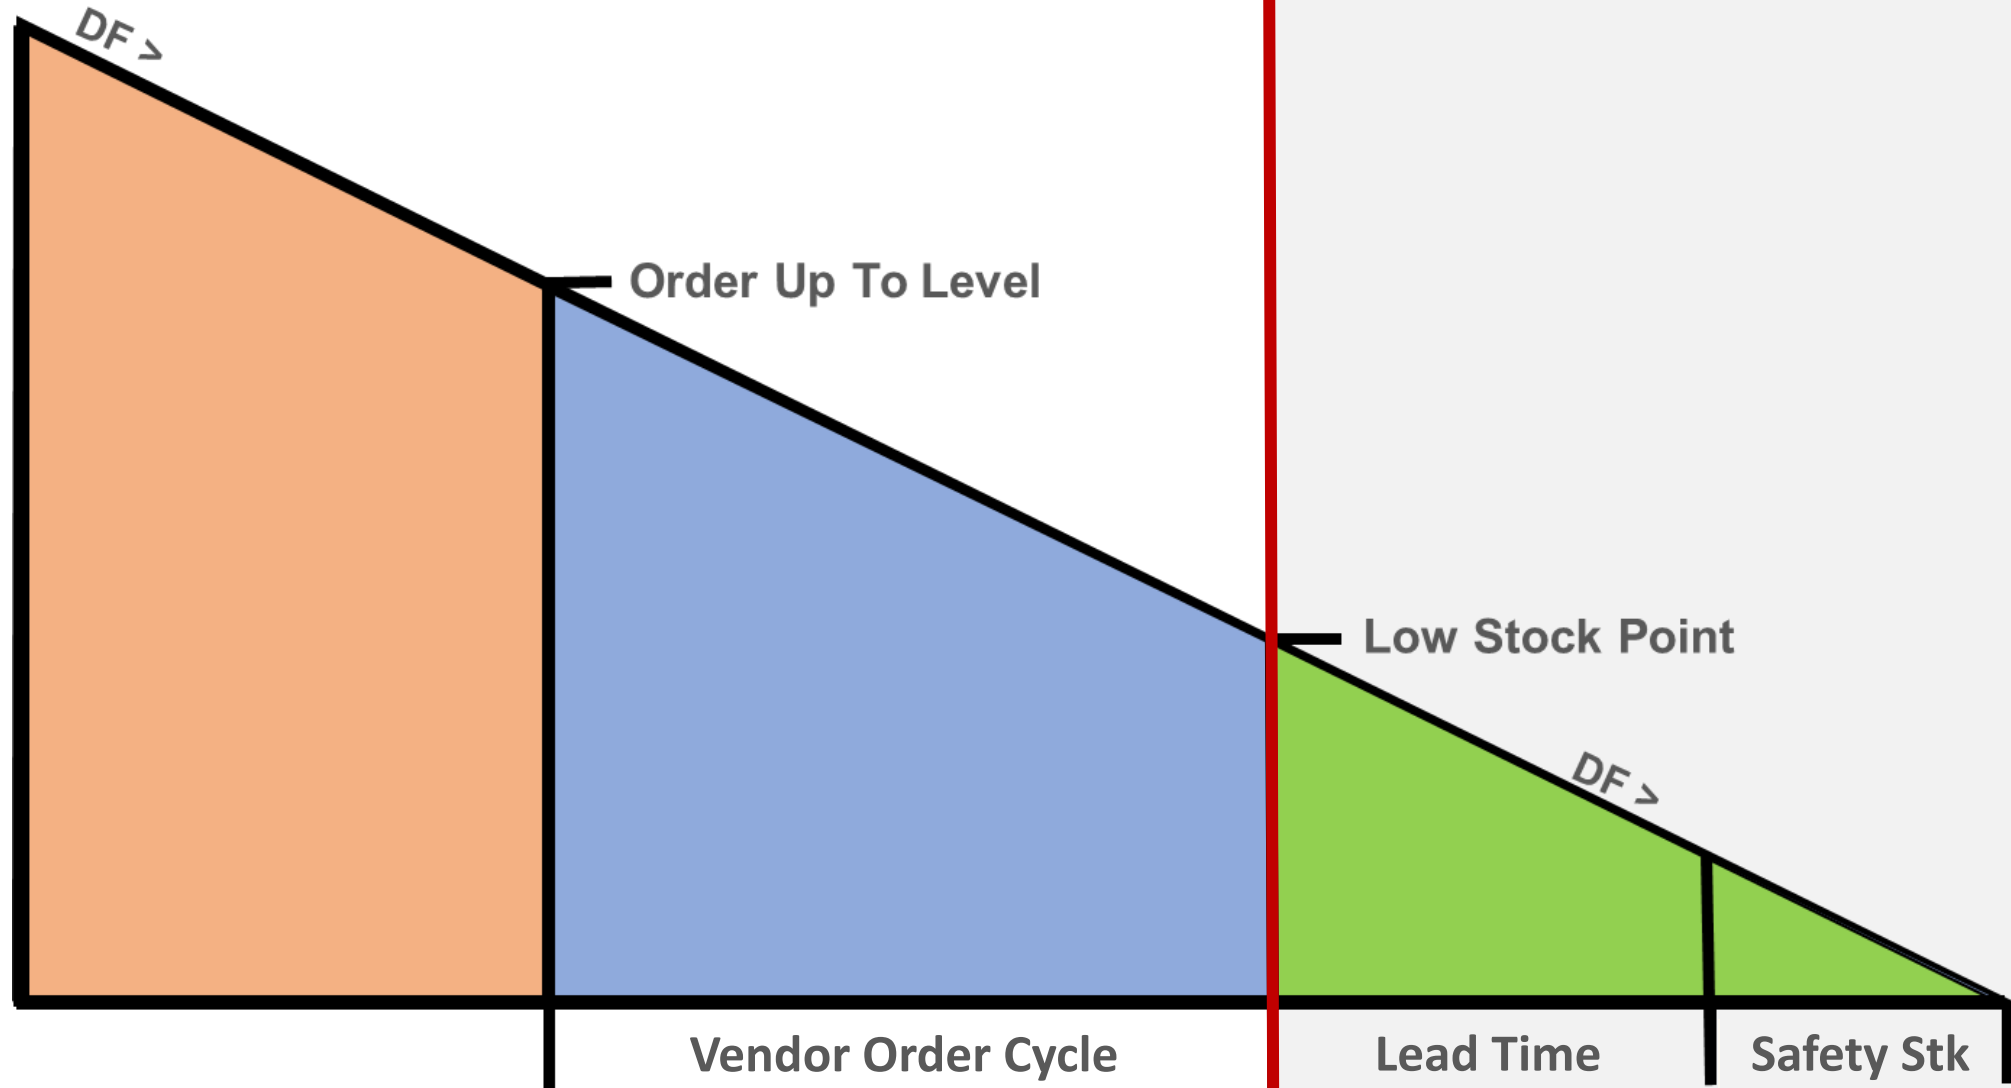 DF >
Order Up To Level
Low Stock Point
DF >
Vendor Order Cycle
Lead Time
Safety Stk